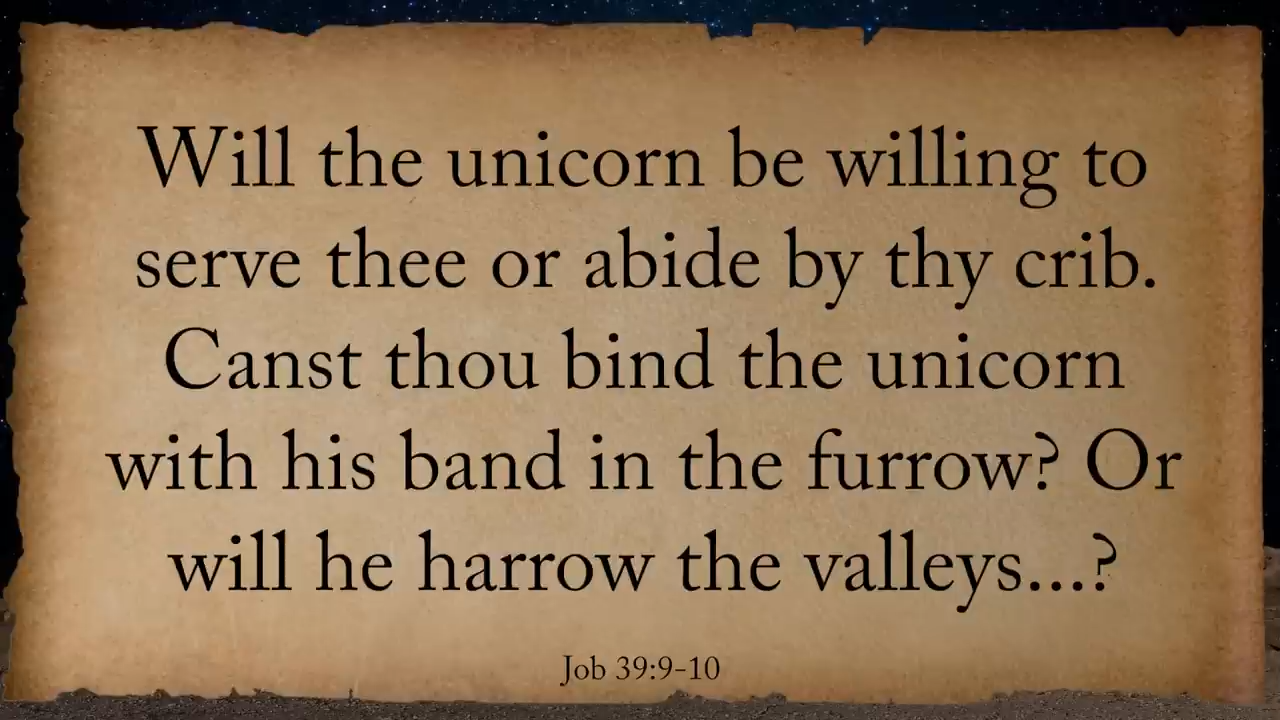 Will the unicorn be willing to
serve thee or abide by thy crib.
Canst thou bind the unicorn
with his band in the furrow? Or
will he harrow the valleys...?
Job 39:9-10